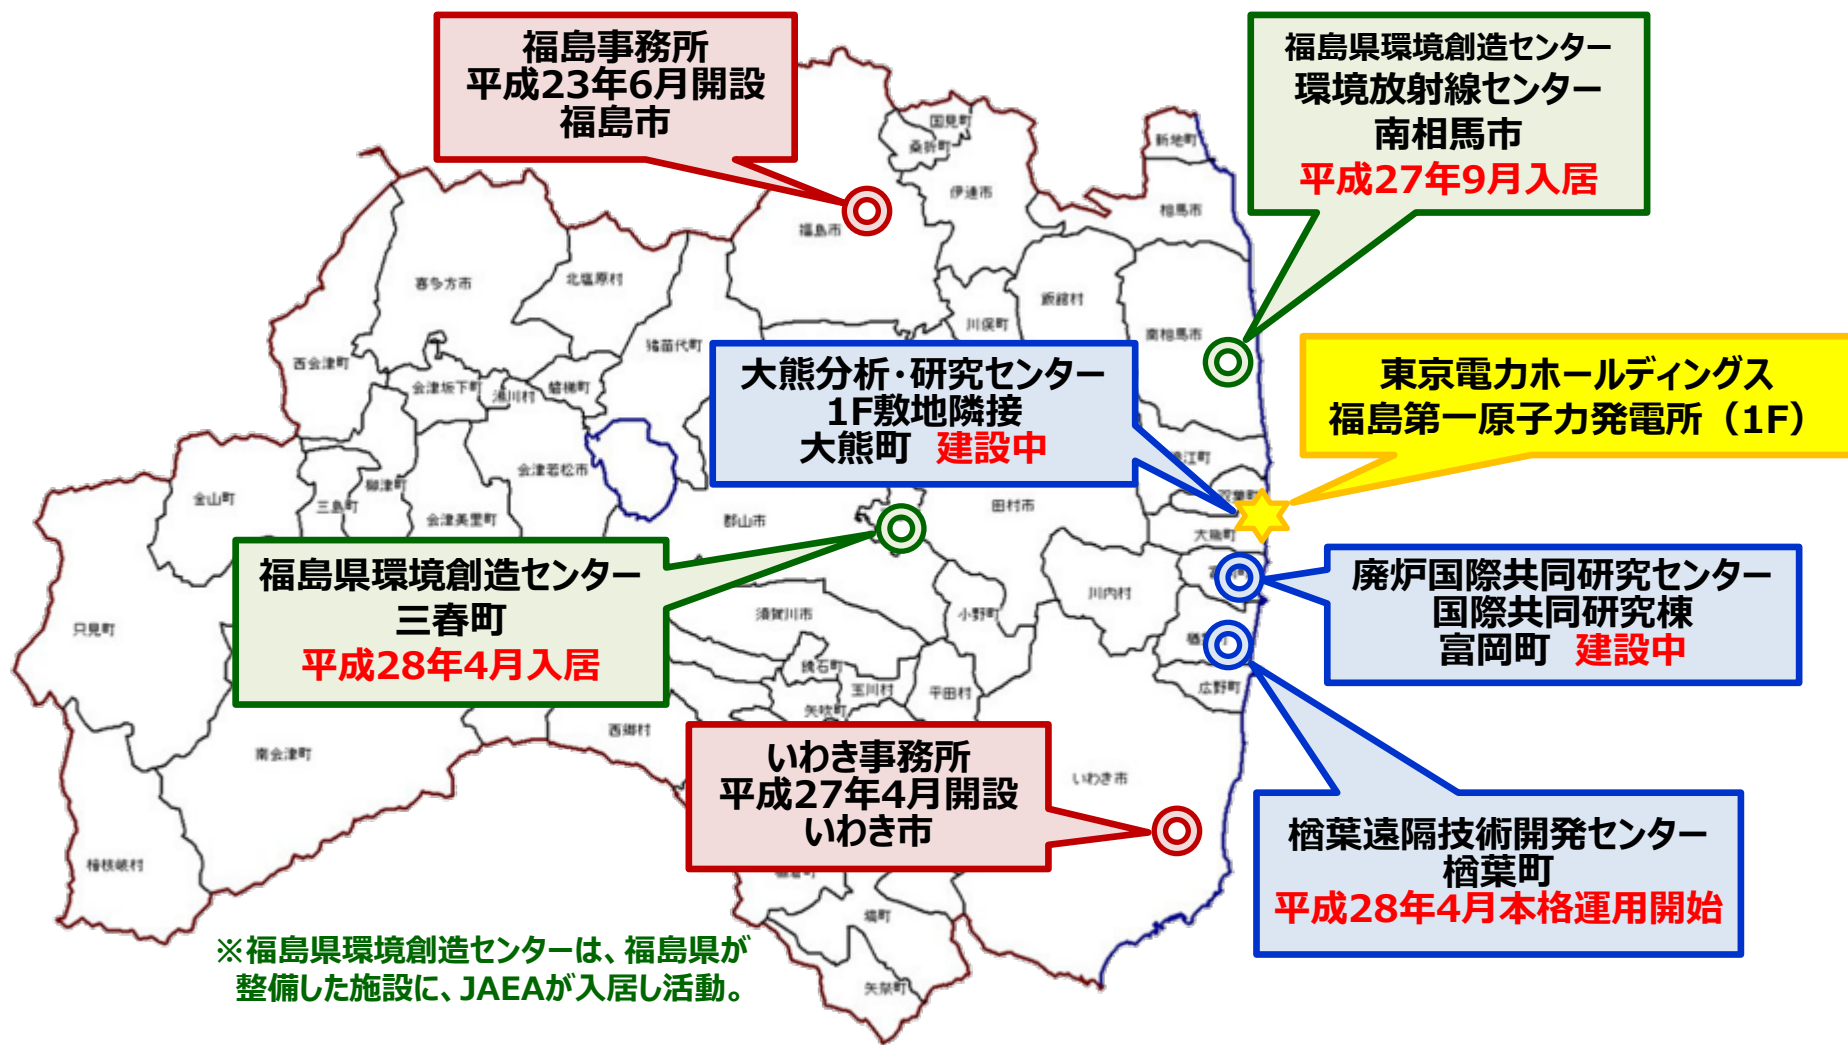 福島事務所
平成23年6月開設
福島市
福島県環境創造センター
環境放射線センター
南相馬市
平成27年9月入居
大熊分析・研究センター
1F敷地隣接
大熊町 建設中
東京電力ホールディングス
福島第一原子力発電所（1F）
福島県環境創造センター
三春町
平成28年4月入居
廃炉国際共同研究センター
国際共同研究棟
富岡町 建設中
いわき事務所
平成27年4月開設
いわき市
楢葉遠隔技術開発センター
楢葉町
平成28年4月本格運用開始
※福島県環境創造センターは、福島県が
整備した施設に、JAEAが入居し活動。
国見町
桑折町
新地町
伊達市
相馬市
福島市
喜多方市
北塩原村
飯舘村
川俣町
南相馬市
猪苗代町
西会津町
会津坂下町
湯川村
磐梯町
会津若松市
金山町
三島町
柳津町
会津美里町
郡山市
田村市
双葉町
大熊町
川内村
小野町
須賀川市
只見町
鏡石町
玉川村
平田村
矢吹町
広野町
西郷村
南会津町
いわき市
檜枝岐村
塙町
矢祭町